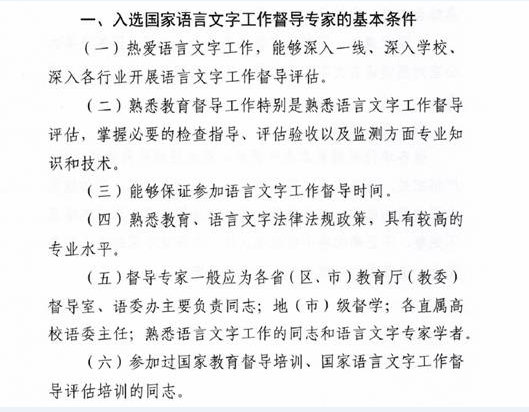 一、入选国家语言文字工作督导专家的基本条件
（一）热爱语言文字工作，能够深入一线、深入学校、
深入各行业开展语言文字工作督导评估。
（二）熟悉教育督导工作特别是熟悉语言文字工作督导
评估，掌握必要的检查指导、评估验收以及监测方面专业知
识和技术。
（三）能够保证参加语言文字工作督导时间。
（四）熟悉教育、语言文字法律法规政策，具有较高的
专业水平。
（五）督导专家一般应为各省（区、市）教育厅（教委）
督导室、语委办主要负责同志；地（市）级督学；各直属高
校语委主任；熟悉语言文字工作的同志和语言文字专家学者。
（六）参加过国家教育督导培训、国家语言文字工作督
导评估培训的同志。